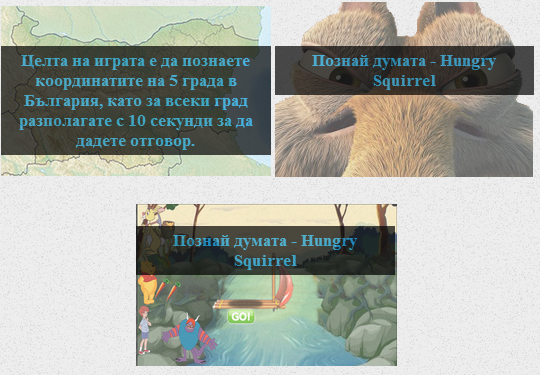 Целта на играта е да познаете
координатите на 5 града в
България, като за всеки град
разполагате с 10 секунди за да
дадете отговор.
Познай думата - Hungry
Squirrel
Познай думата - Hungry
Squirrel
GO!